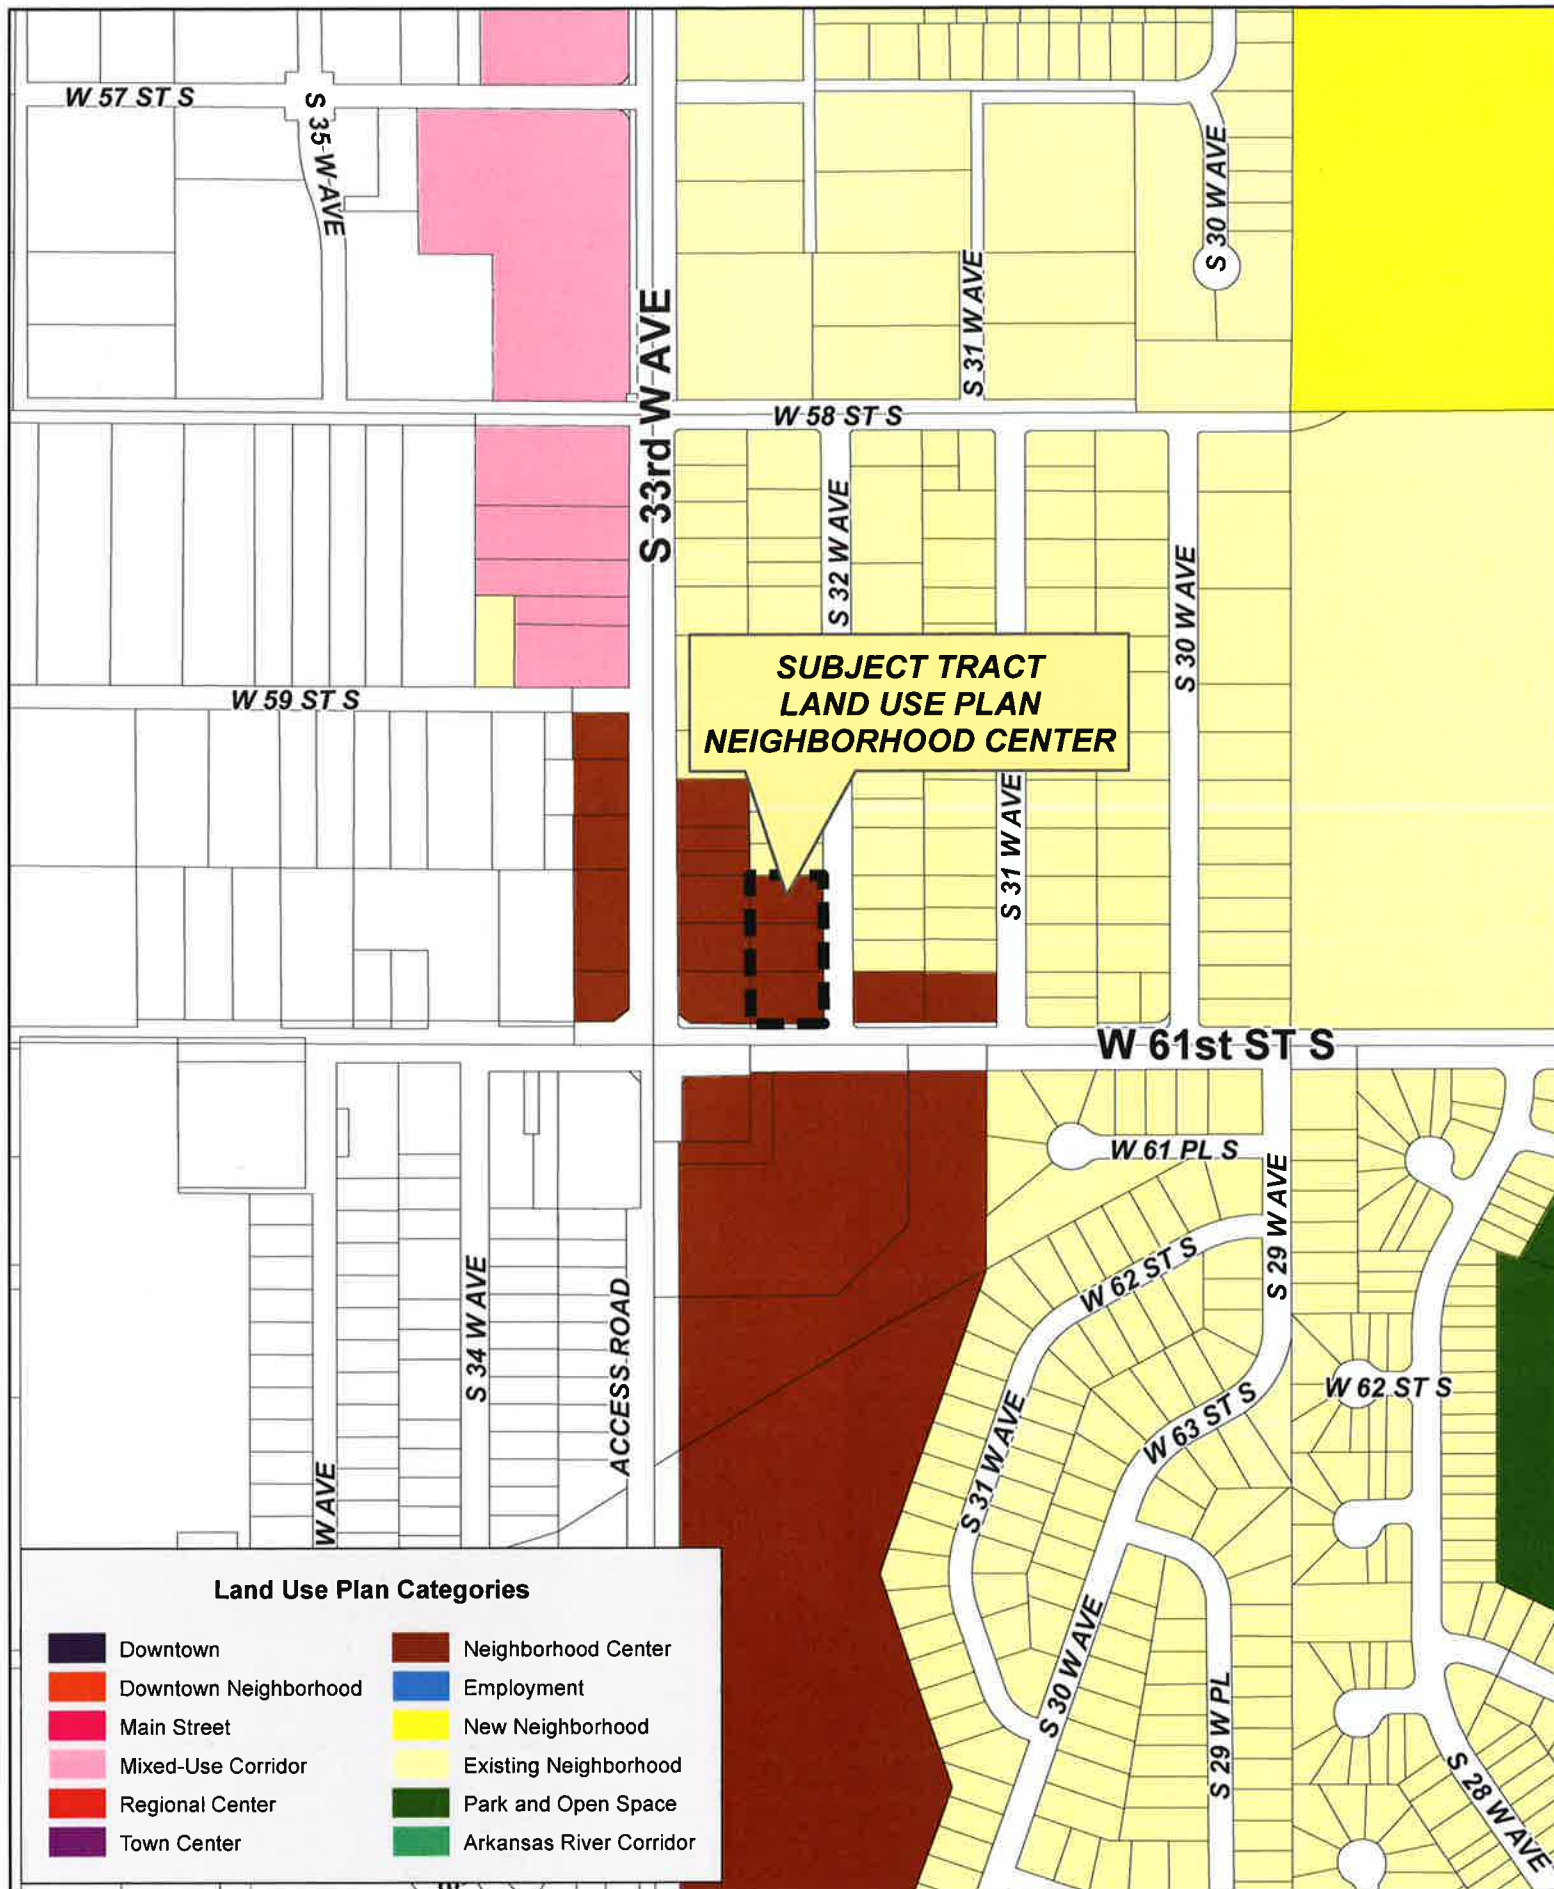 W 57 ST S
S 35 W AVE
S 30 W AVE
S 31 W AVE
S 33rd W AVE
W 58 ST S
S 32 W AVE
S 30 W AVE
SUBJECT TRACT
LAND USE PLAN
NEIGHBORHOOD CENTER
W 59 ST S
S 31 W AVE
W 61st ST S
W 61 PL S
S 29 W AVE
W 62 ST S
S 34 W AVE
ACCESS ROAD
W 62 ST S
S 31 W AVE
W 63 ST S
W AVE
S 30 W AVE
S 29 W PL
S 28 W AVE
Land Use Plan Categories
Downtown
Downtown Neighborhood
Main Street
Mixed-Use Corridor
Regional Center
Town Center
Neighborhood Center
Employment
New Neighborhood
Existing Neighborhood
Park and Open Space
Arkansas River Corridor